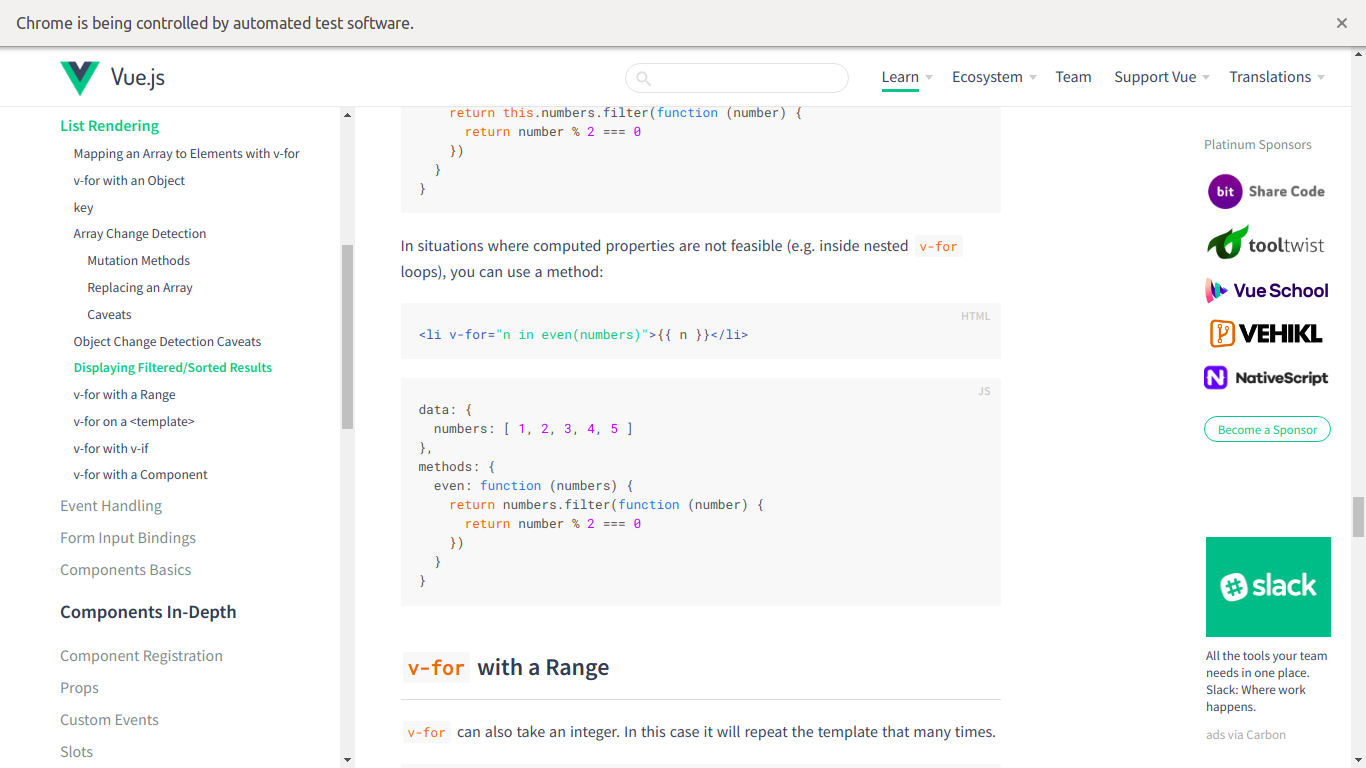 Chrome is being controlled by automated test software.
Vue.js
Learn
Ecosystem
Team
Support Vue
Translations
List Rendering
Mapping an Array to Elements with v-for
v-for with an Object
key
Array Change Detection
Mutation Methods
Replacing an Array
Caveats
Object Change Detection Caveats
Displaying Filtered/Sorted Results
v-for with a Range
v-for on a <template>
v-for with v-if
v-for with a Component
Event Handling
Form Input Bindings
Components Basics
Components In-Depth
Component Registration
Props
Custom Events
Slots
return this.numbers.filter(function (number) {
return number % 2 === 0
})
}
}
In situations where computed properties are not feasible (e.g. inside nested v-for
loops), you can use a method:
HTML
<li v-for="n in even(numbers)">{{ n }}</li>
JS
data: {
numbers: [ 1, 2, 3, 4, 5 ]
},
methods: {
even: function (numbers) {
return numbers.filter(function (number) {
return number % 2 === 0
})
}
}
v-for with a Range
v-for can also take an integer. In this case it will repeat the template that many times.
Platinum Sponsors
bit Share Code
tooltwist
Vue School
VEHIKL
N NativeScript
Become a Sponsor
slack
All the tools your team
needs in one place.
Slack: Where work
happens.
ads via Carbon